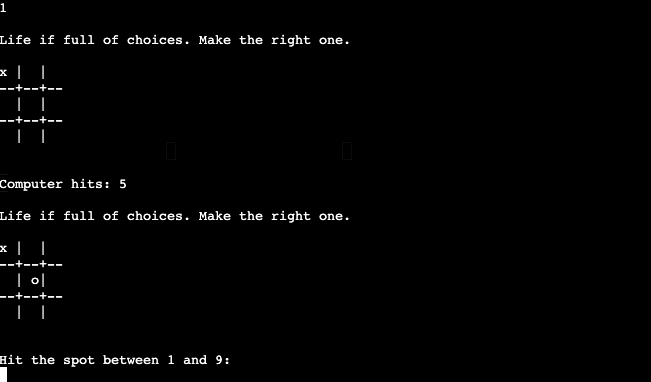 1
Life if full of choices. Make the right one.
x |  |
--+--+--
  |  |
--+--+--
  |  |
Computer hits: 5
Life if full of choices. Make the right one.
x |  |
--+--+--
  | o|
--+--+--
  |  |
Hit the spot between 1 and 9: